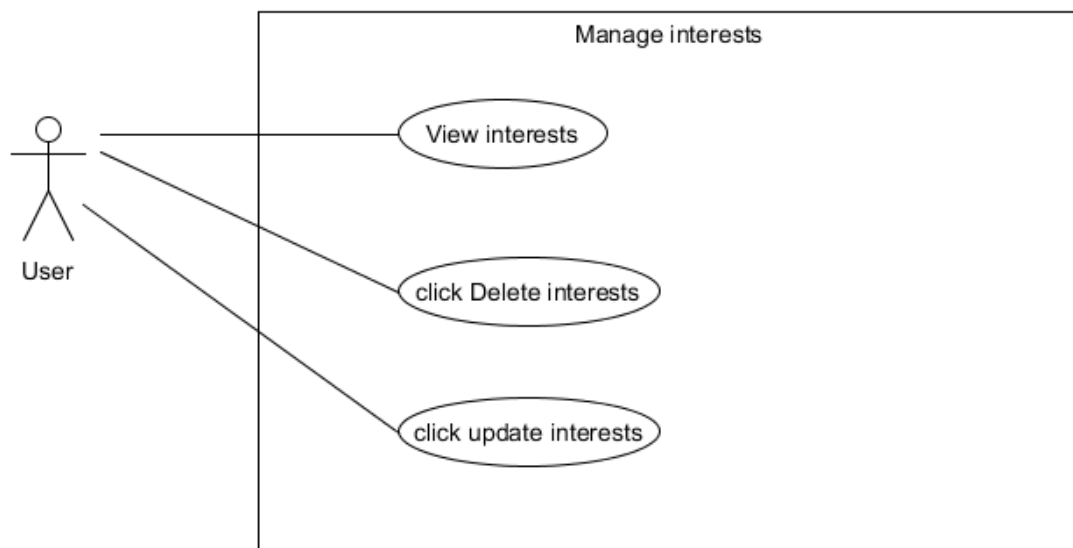 Manage interests
View interests
User
click Delete interests
click update interests